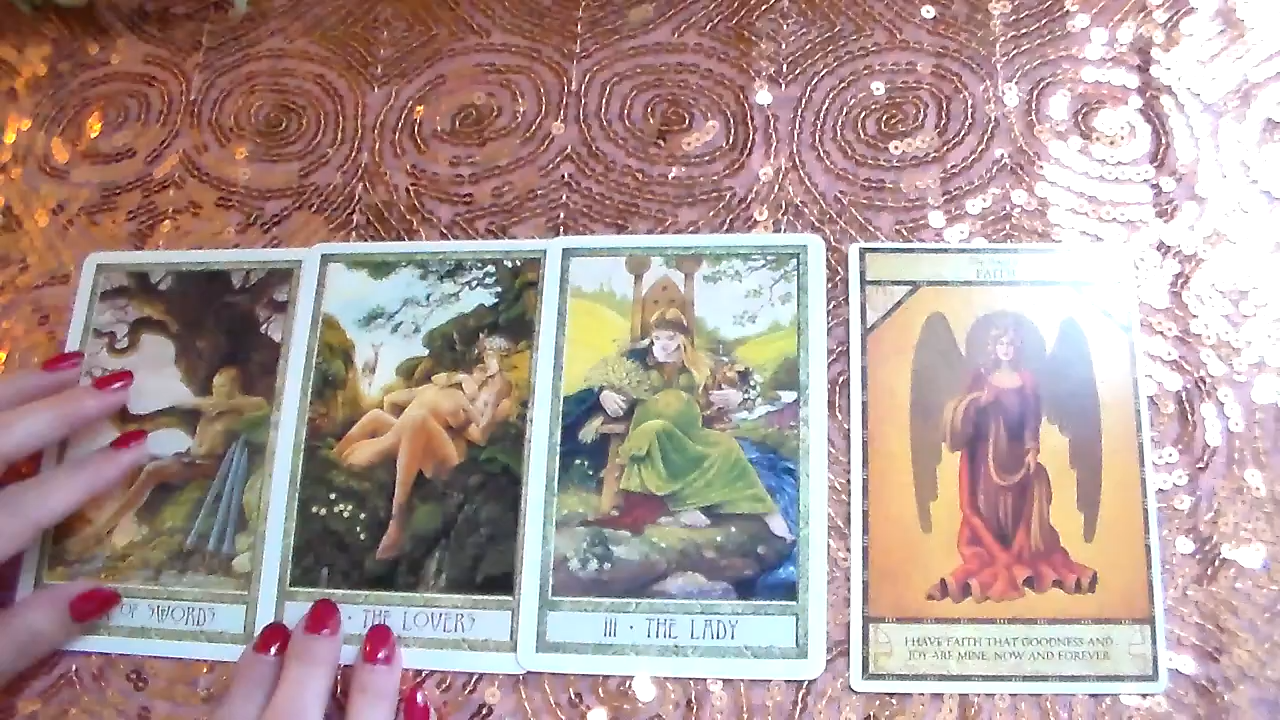 OF SWORDS
· THE LOVERS
III · THE LADY
FAITH
I HAVE FAITH THAT GOODNESS AND
JOY ARE MINE, NOW AND FOREVER